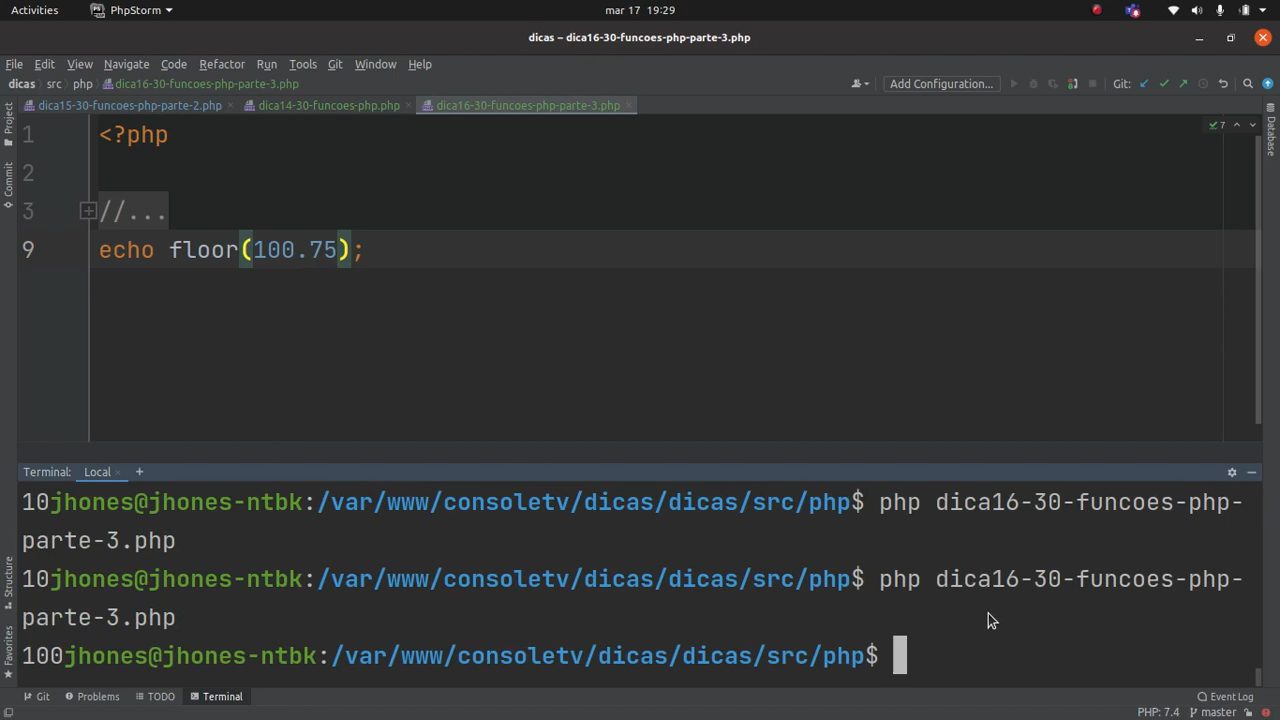 Activities PhpStorm mar 17 19:29
dicas – dica16-30-funcoes-php-parte-3.php
File Edit View Navigate Code Refactor Run Tools Git Window Help
dicas src php dica16-30-funcoes-php-parte-3.php Add Configuration... Git:
dica15-30-funcoes-php-parte-2.php dica14-30-funcoes-php.php dica16-30-funcoes-php-parte-3.php
1 <?php 7
2
3 //...
9 echo floor(100.75);
Project
Commit
Structure
Favorites
Database
Terminal: Local +
10jhones@jhones-ntbk:/var/www/consoletv/dicas/dicas/src/php$ php dica16-30-funcoes-php-
parte-3.php
10jhones@jhones-ntbk:/var/www/consoletv/dicas/dicas/src/php$ php dica16-30-funcoes-php-
parte-3.php
100jhones@jhones-ntbk:/var/www/consoletv/dicas/dicas/src/php$
Git Problems TODO Terminal Event Log
PHP: 7.4 master